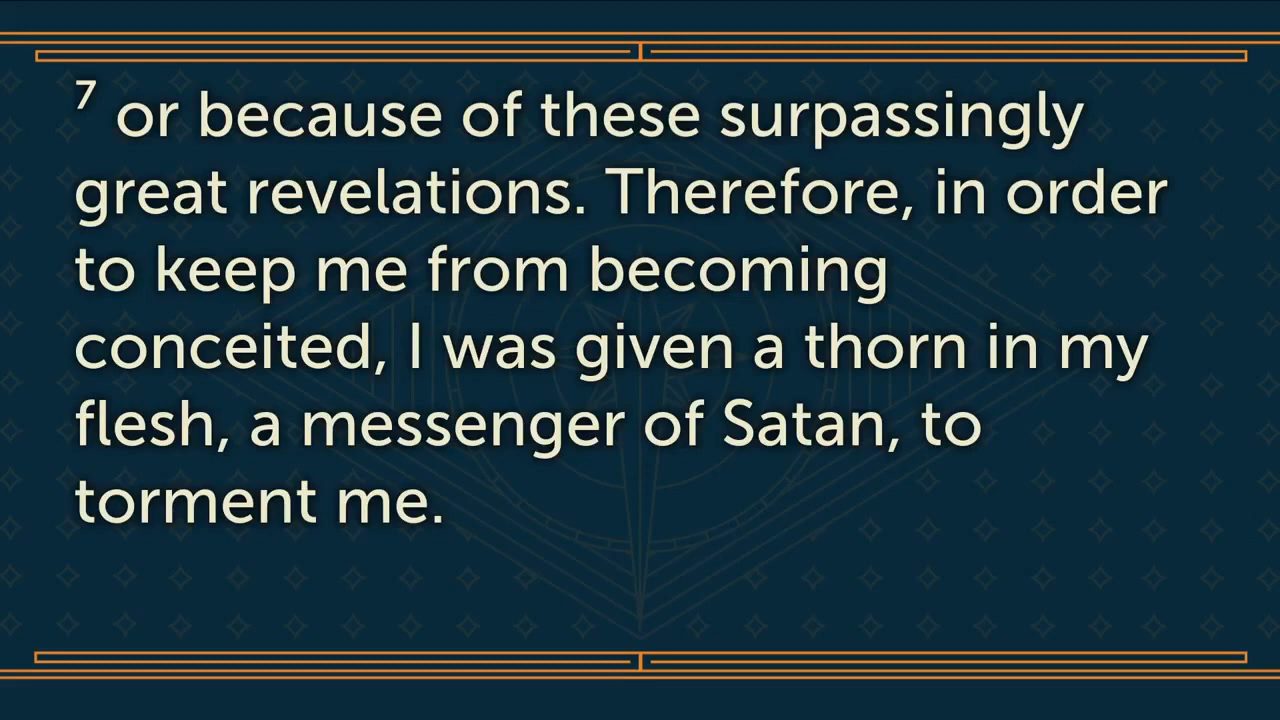 7 or because of these surpassingly
great revelations. Therefore, in order
to keep me from becoming
conceited, I was given a thorn in my
flesh, a messenger of Satan, to
torment me.